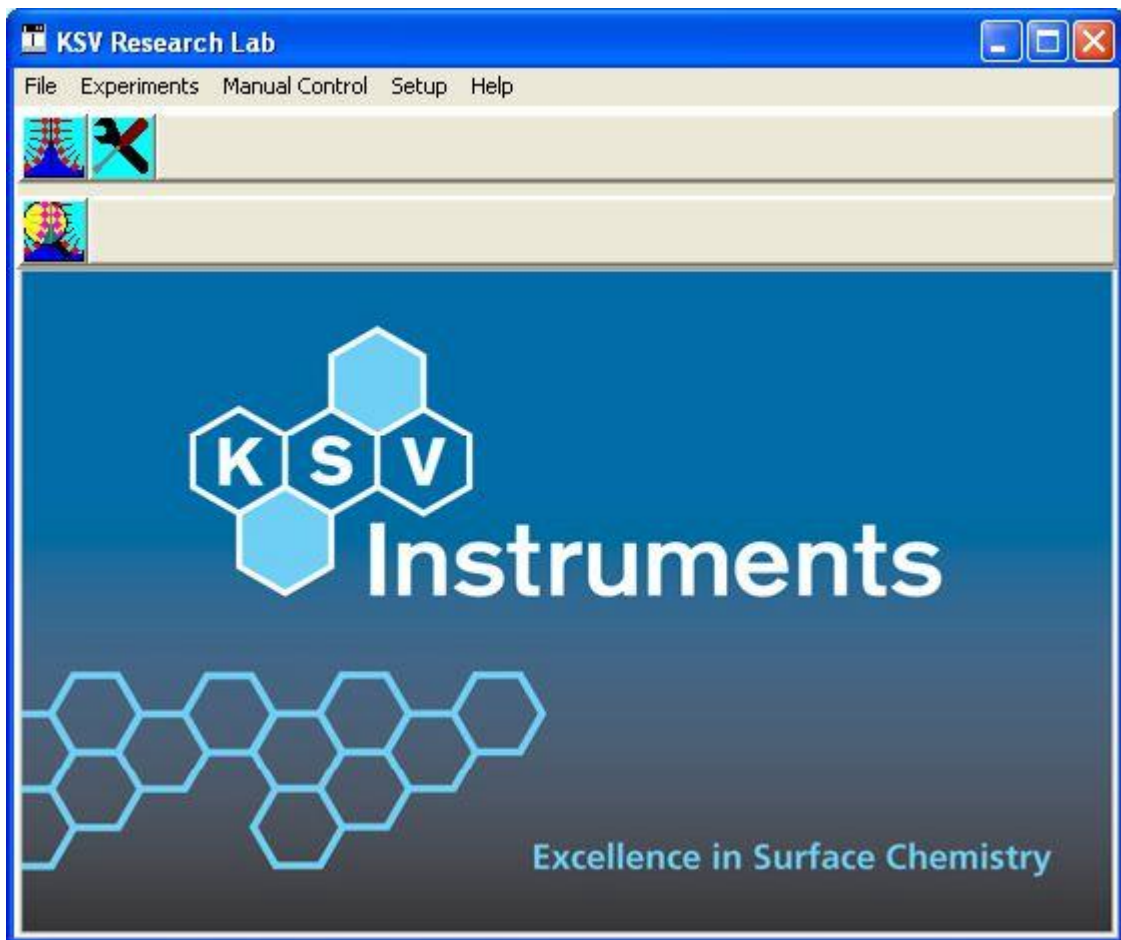 KSV Research Lab
File Experiments Manual Control Setup Help
K S V
Instruments
Excellence in Surface Chemistry